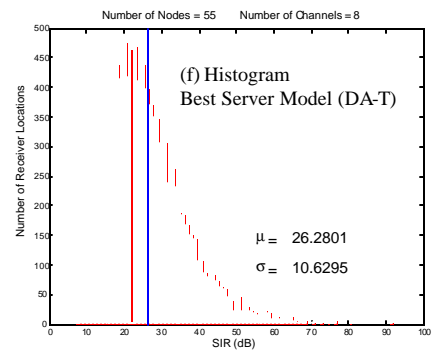 Number of Nodes = 55 Number of Channels = 8
500
450
400
350
300
250
200
150
100
50
0
Number of Receiver Locations
(f) Histogram
Best Server Model (DA-T)
μ = 26.2801
σ = 10.6295
0 10 20 30 40 50 60 70 80 90 100
SIR (dB)